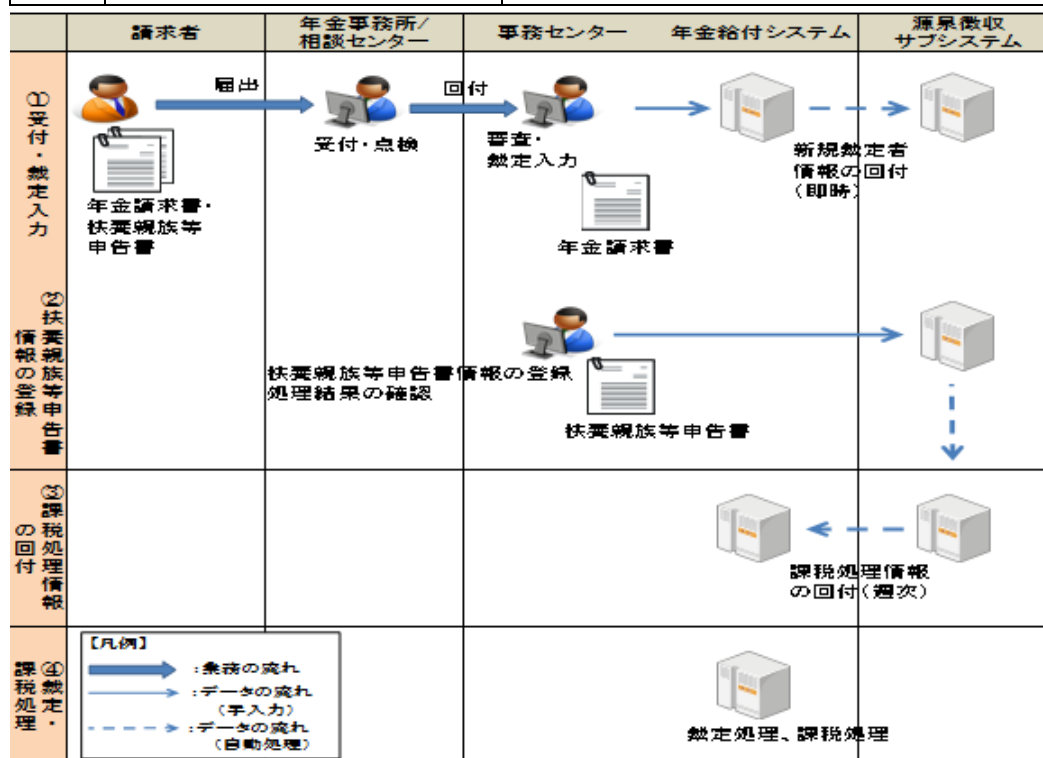 請求者
年金事務所/
相談センター
事務センター
年金給付システム
源泉徴収
サブシステム
①受付・裁定入力
届出
回付
受付・点検
審査・
裁定入力
新規裁定者
情報の回付
（即時）
年金請求書・
扶養親族等
申告書
年金請求書
②扶養親族等申告書
情報の登録
扶養親族等申告書情報の登録
処理結果の確認
扶養親族等申告書
③課税処理情報
の回付
課税処理情報
の回付（週次）
④裁定・
課税処理
【凡例】
：業務の流れ
：データの流れ
（手入力）
：データの流れ
（自動処理）
裁定処理、課税処理